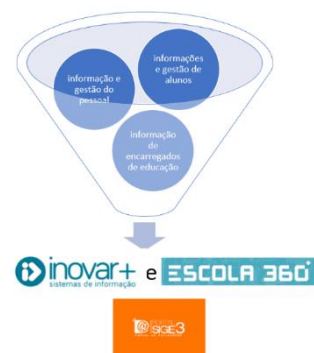 informação e
gestão do
pessoal
informações
e gestão de
alunos
informação
de
encarregados
de educação
inovar+ e ESCOLA 360°
sistemas de informação
SIGE3